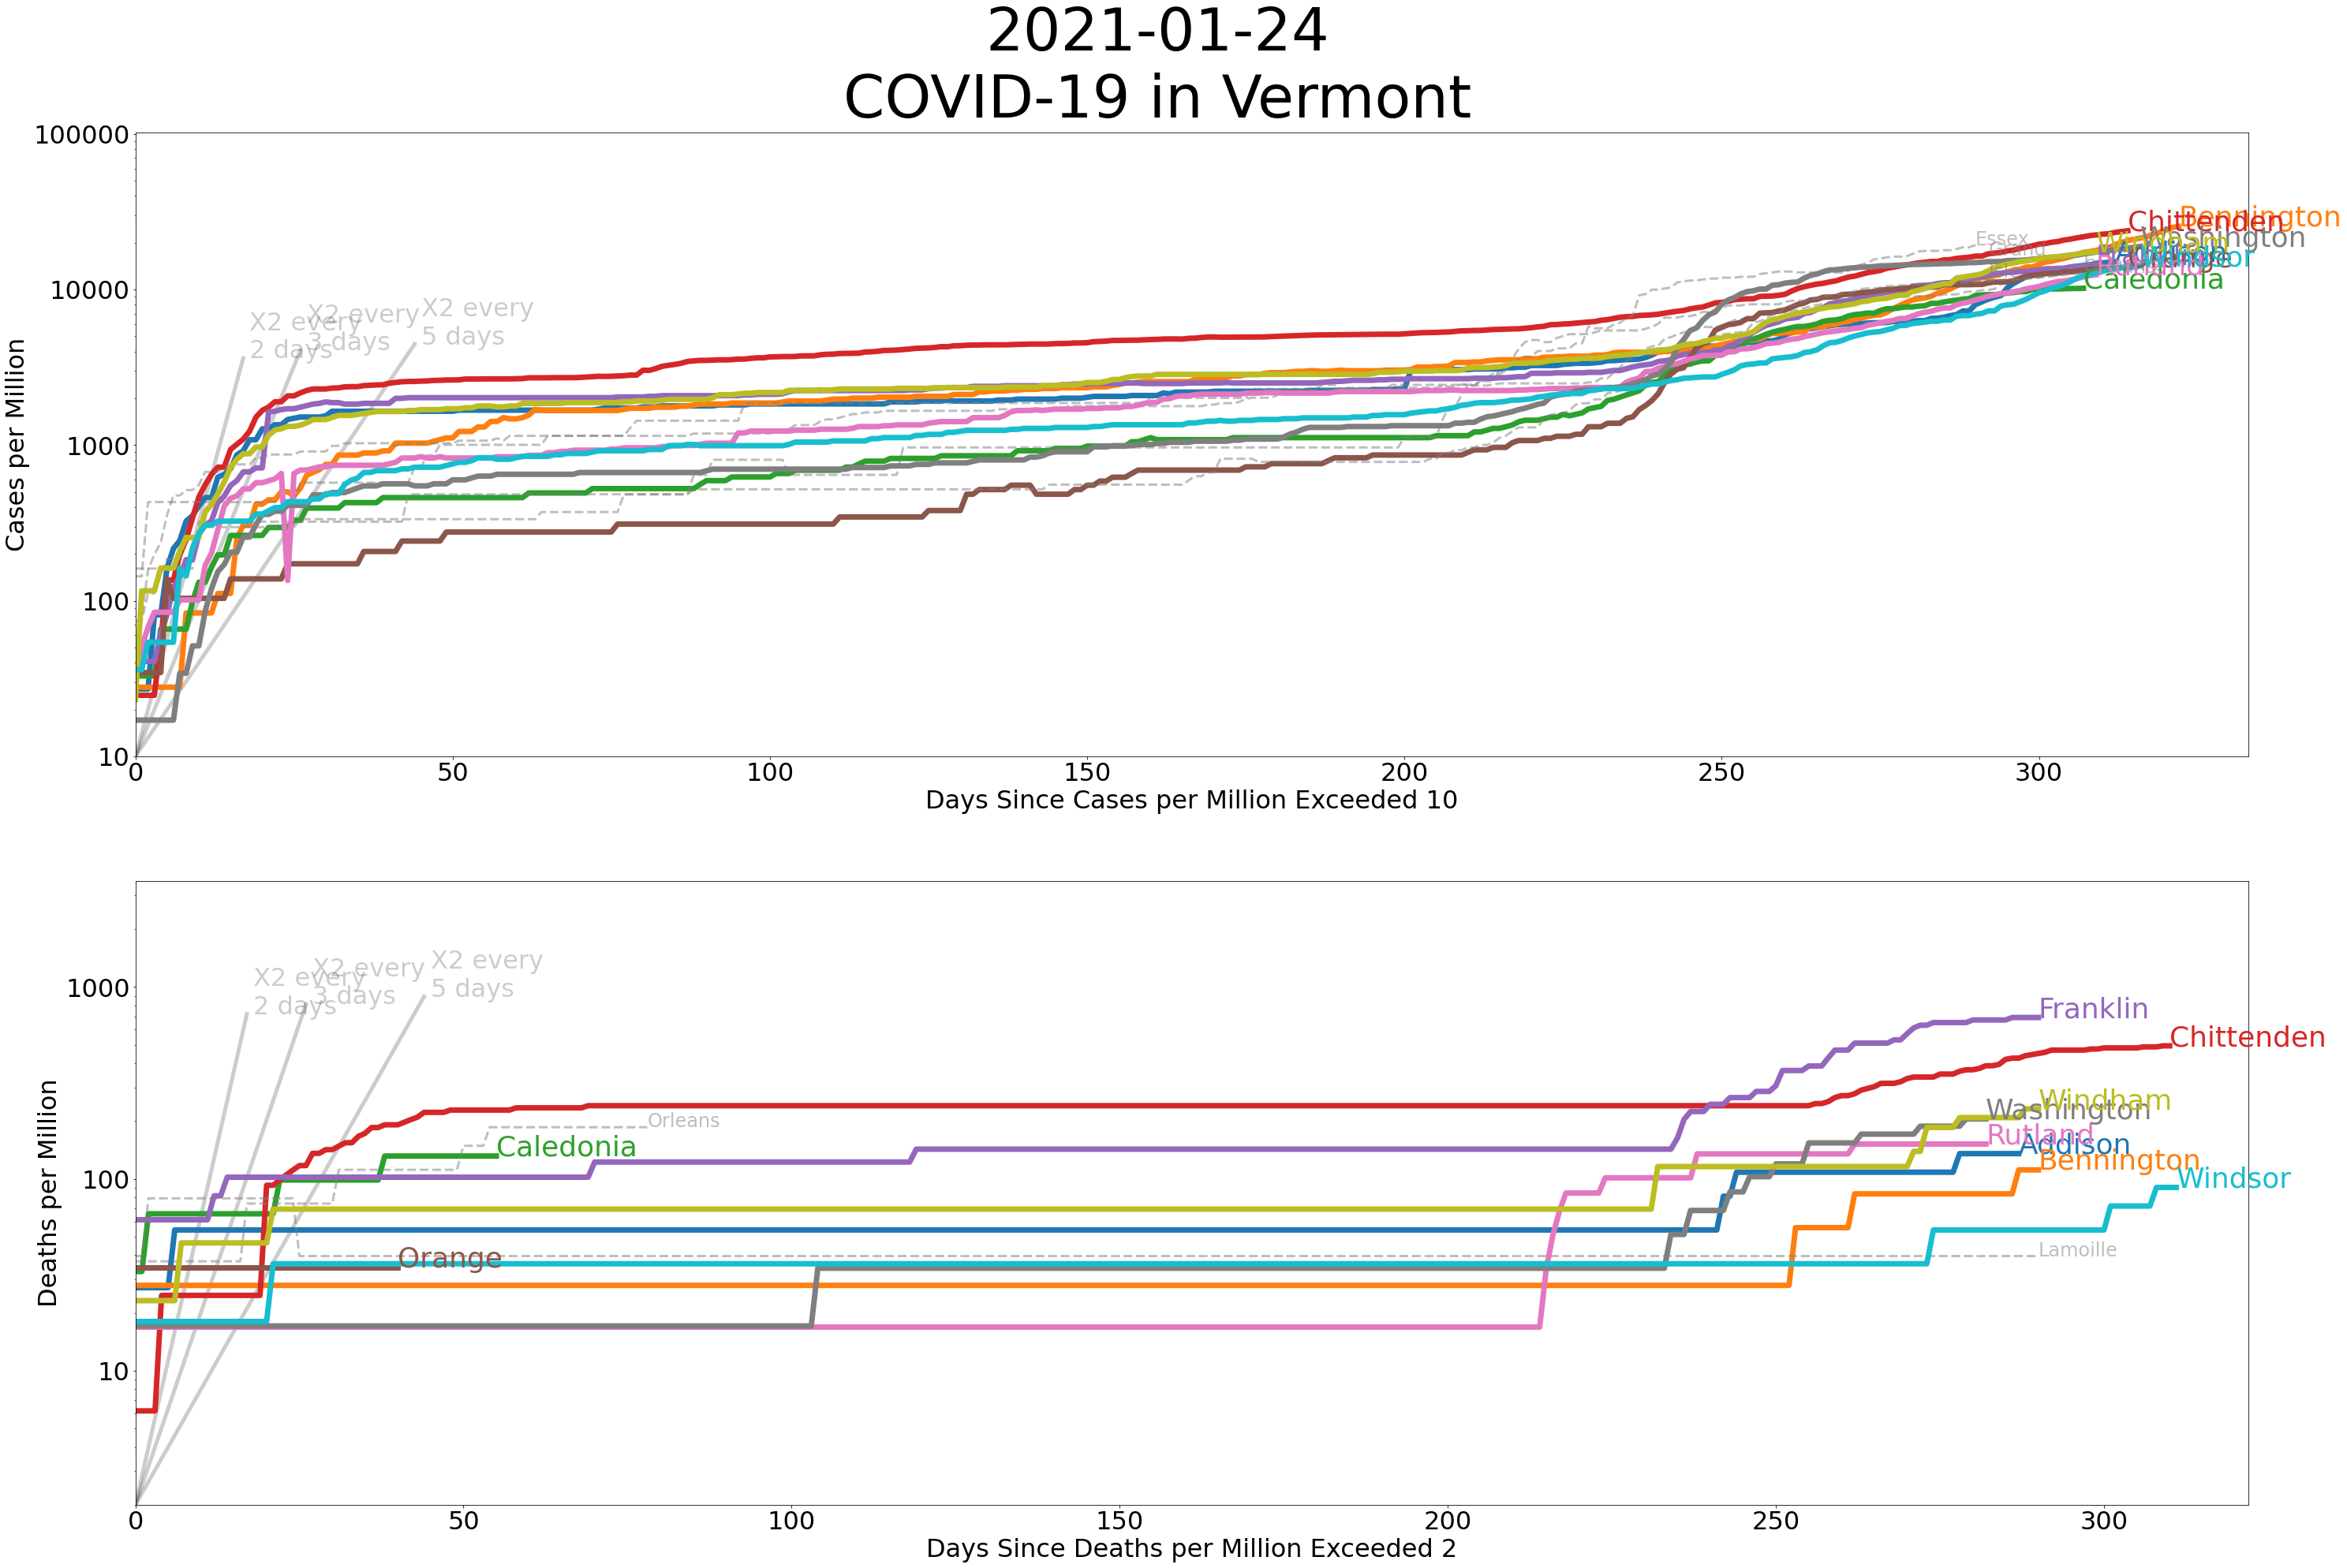 2021-01-24
COVID-19 in Vermont
100000
10000
1000
100
10
Cases per Million
X2 every
2 days
X2 every
3 days
X2 every
5 days
Chittenden
Bennington
Essex
Washington
Windham
Windsor
Rutland
Caledonia
0
50
100
150
200
250
300
Days Since Cases per Million Exceeded 10
1000
100
10
Deaths per Million
X2 every
2 days
X2 every
3 days
X2 every
5 days
Franklin
Chittenden
Orleans
Windham
Washington
Caledonia
Rutland
Addison
Bennington
Windsor
Orange
Lamoille
0
50
100
150
200
250
300
Days Since Deaths per Million Exceeded 2